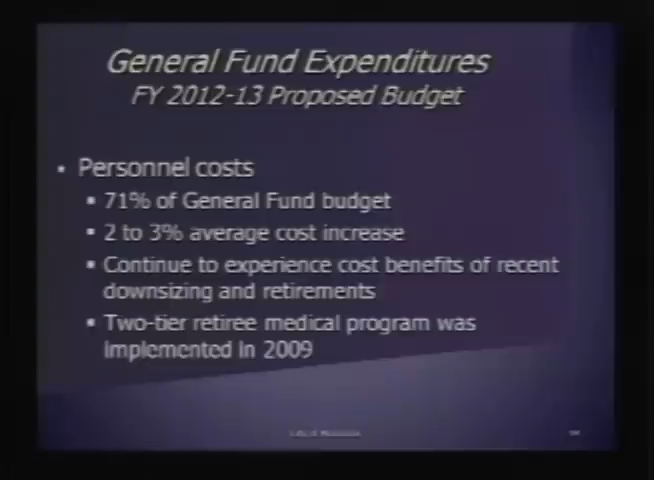 General Fund Expenditures
FY 2012-13 Proposed Budget
• Personnel costs
▪ 71% of General Fund budget
▪ 2 to 3% average cost increase
▪ Continue to experience cost benefits of recent
downsizing and retirements
▪ Two-tier retiree medical program was
implemented in 2009